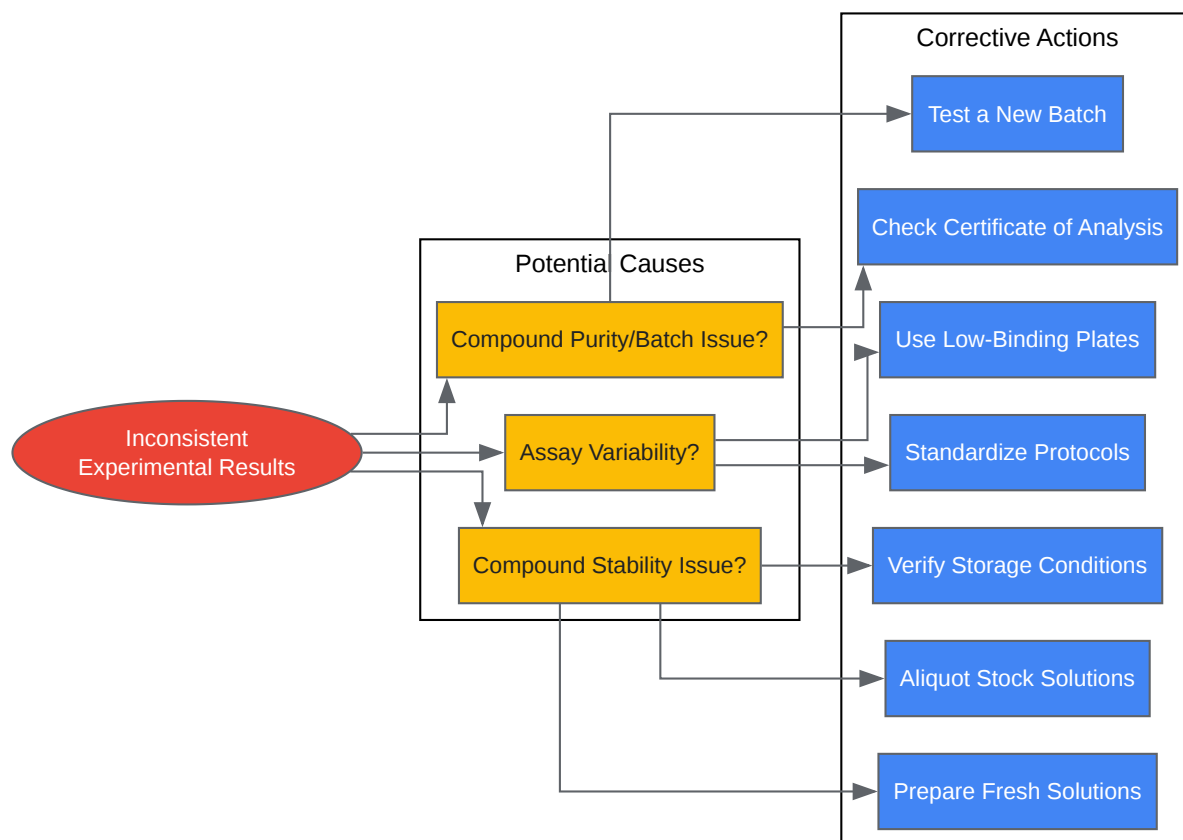 Inconsistent
Experimental Results
Potential Causes
Compound Purity/Batch Issue?
Assay Variability?
Compound Stability Issue?
Corrective Actions
Test a New Batch
Check Certificate of Analysis
Use Low-Binding Plates
Standardize Protocols
Verify Storage Conditions
Aliquot Stock Solutions
Prepare Fresh Solutions